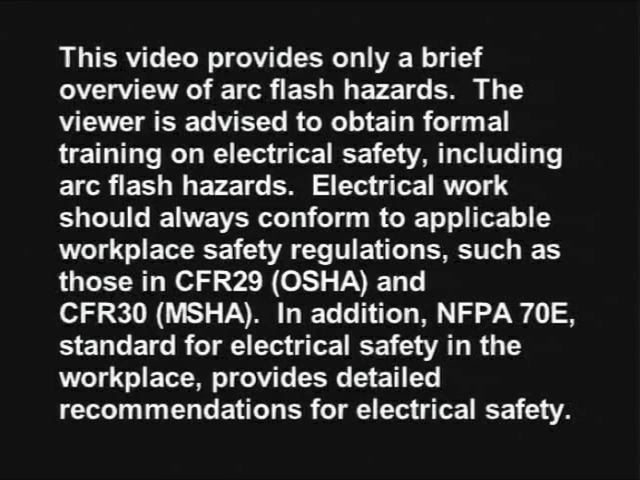 This video provides only a brief
overview of arc flash hazards.  The
viewer is advised to obtain formal
training on electrical safety, including
arc flash hazards.  Electrical work
should always conform to applicable
workplace safety regulations, such as
those in CFR29 (OSHA) and
CFR30 (MSHA).  In addition, NFPA 70E,
standard for electrical safety in the
workplace, provides detailed
recommendations for electrical safety.